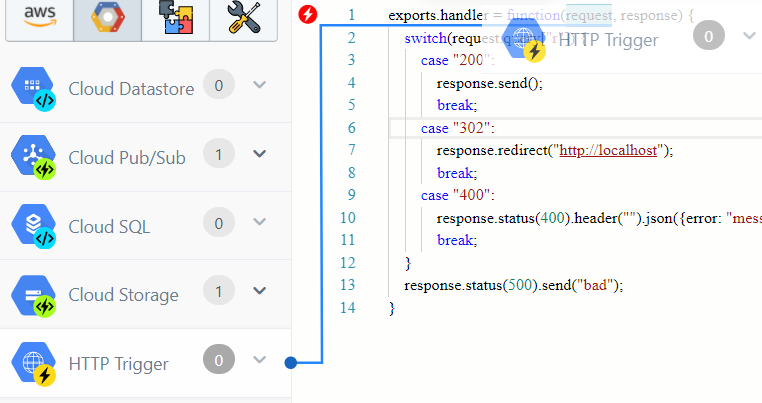 aws
Cloud Datastore 0
Cloud Pub/Sub 1
Cloud SQL 0
Cloud Storage 1
HTTP Trigger 0
1 exports.handler = function(request, response) {
2 switch(request.
3 case "200":
4 response.send();
5 break;
6 case "302":
7 response.redirect("http://localhost");
8 break;
9 case "400":
10 response.status(400).header("").json({error: "mess
11 break;
12 }
13 response.status(500).send("bad");
14 }
HTTP Trigger 0